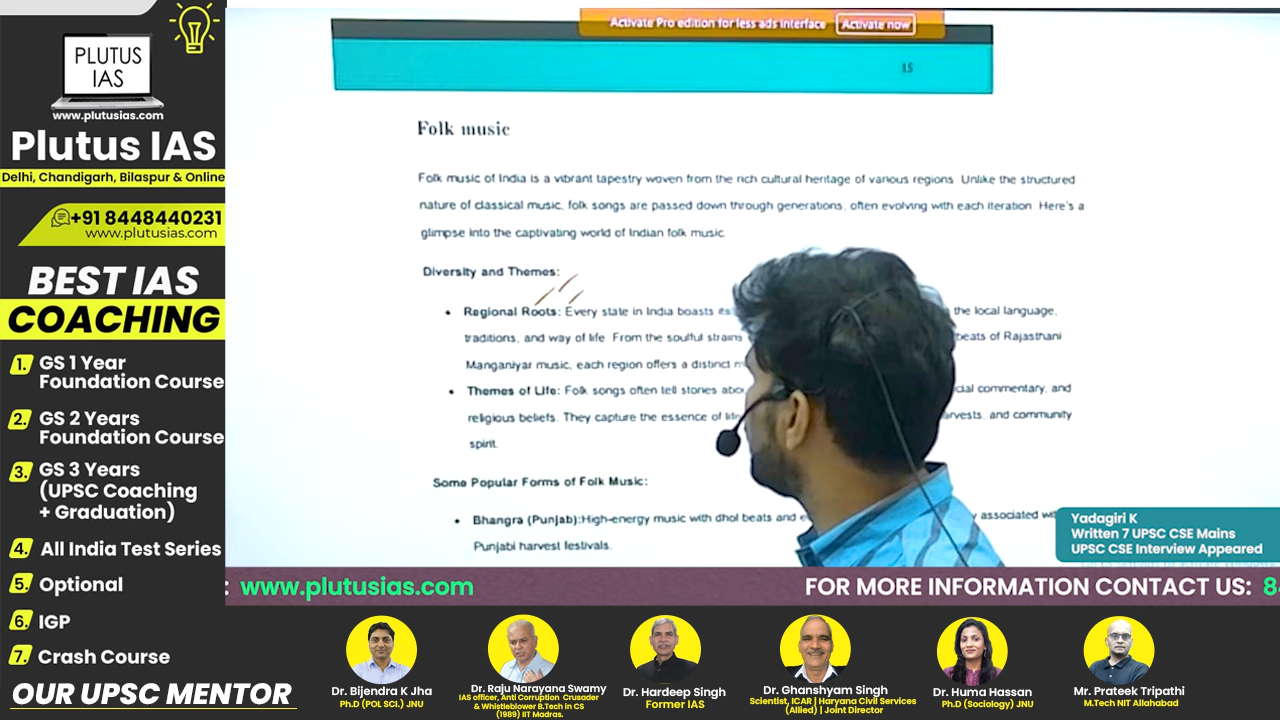 PLUTUS
IAS
www.plutusias.com
Plutus IAS
Delhi, Chandigarh, Bilaspur & Online
+91 8448440231
www.plutusias.com
BEST IAS
COACHING
1. GS 1 Year
Foundation Course
2. GS 2 Years
Foundation Course
3. GS 3 Years
(UPSC Coaching
+ Graduation)
4. All India Test Series
5. Optional
6. IGP
7. Crash Course
OUR UPSC MENTOR
Activate Pro edition for less ads interface Activate now
15
Folk music
Folk music of India is a vibrant tapestry woven from the rich cultural heritage of various regions. Unlike the structured
nature of classical music, folk songs are passed down through generations, often evolving with each iteration. Here's a
glimpse into the captivating world of Indian folk music.
Diversity and Themes:
• Regional Roots: Every state in India boasts its the local language,
traditions, and way of life. From the soulful strains beats of Rajasthani
Manganiyar music, each region offers a distinct
• Themes of Life: Folk songs often tell stories commentary, and
religious beliefs. They capture the essence of and community
spirit.
Some Popular Forms of Folk Music:
• Bhangra (Punjab):High-energy music with dhol beats and associated
Punjabi harvest festivals.
Yadagiri K
Written 7 UPSC CSE Mains
UPSC CSE Interview Appeared
: www.plutusias.com FOR MORE INFORMATION CONTACT US: 8
Dr. Bijendra K Jha
Ph.D (POL SCI.) JNU
Dr. Raju Narayana Swamy
IAS officer, Anti Corruption Crusader
& Whistleblower B.Tech in CS
(1989) IIT Madras.
Dr. Hardeep Singh
Former IAS
Dr. Ghanshyam Singh
Scientist, ICAR | Haryana Civil Services
(Allied) | Joint Director
Dr. Huma Hassan
Ph.D (Sociology) JNU
Mr. Prateek Tripathi
M.Tech NIT Allahabad